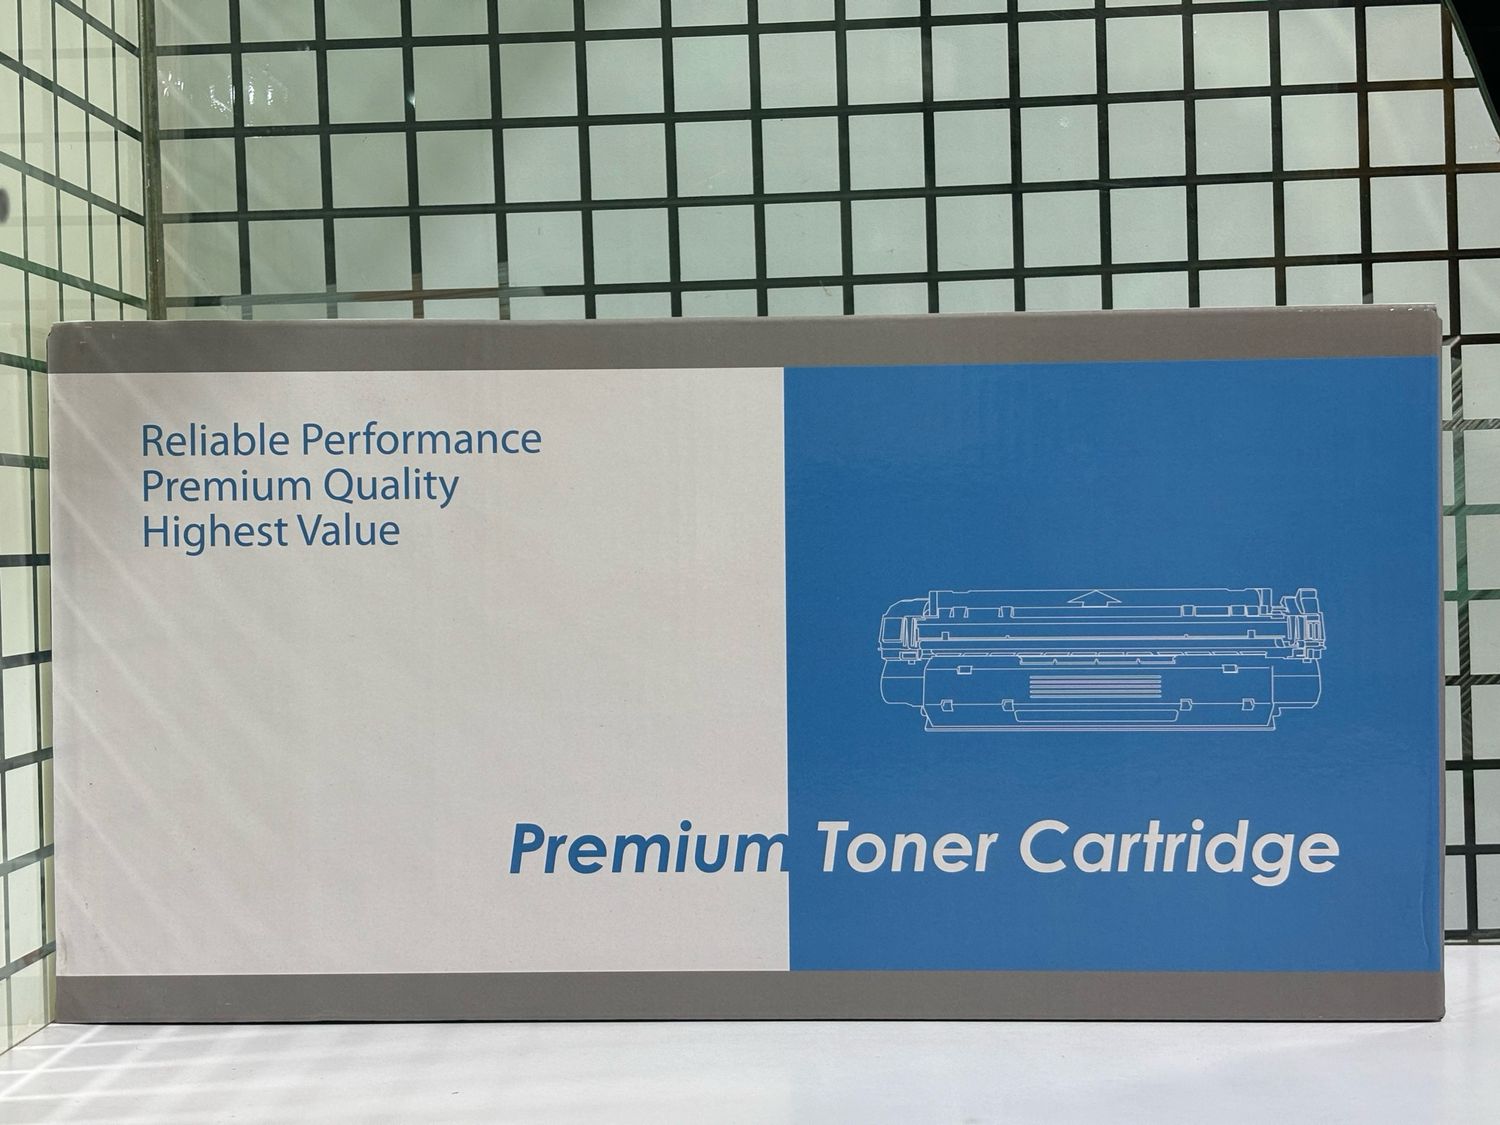 Reliable Performance
Premium Quality
Highest Value
Premium Toner Cartridge